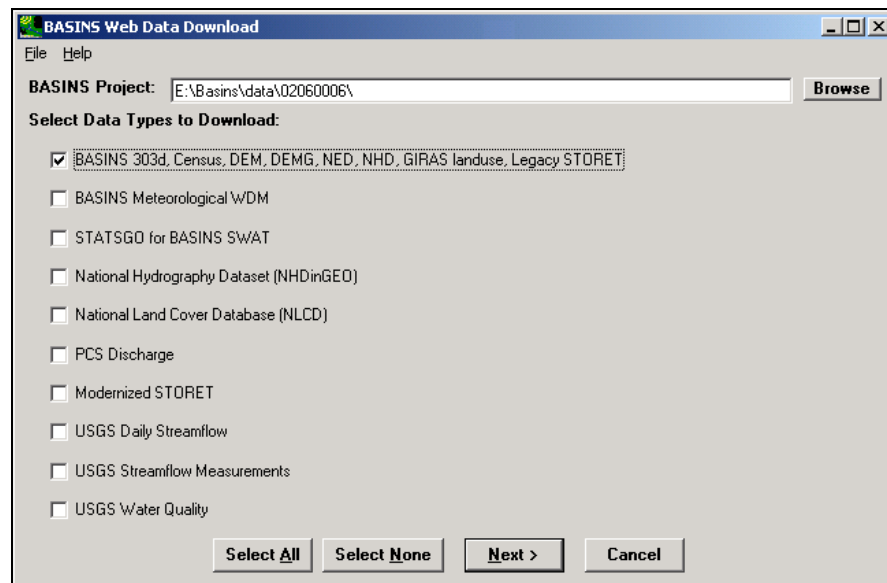 BASINS Web Data Download
File Help
BASINS Project: E:\Basins\data\02060006\ Browse
Select Data Types to Download:
BASINS 303d, Census, DEM, DEMG, NED, NHD, GIRAS landuse, Legacy STORET
BASINS Meteorological WDM
STATSGO for BASINS SWAT
National Hydrography Dataset (NHDinGEO)
National Land Cover Database (NLCD)
PCS Discharge
Modernized STORET
USGS Daily Streamflow
USGS Streamflow Measurements
USGS Water Quality
Select All Select None Next > Cancel